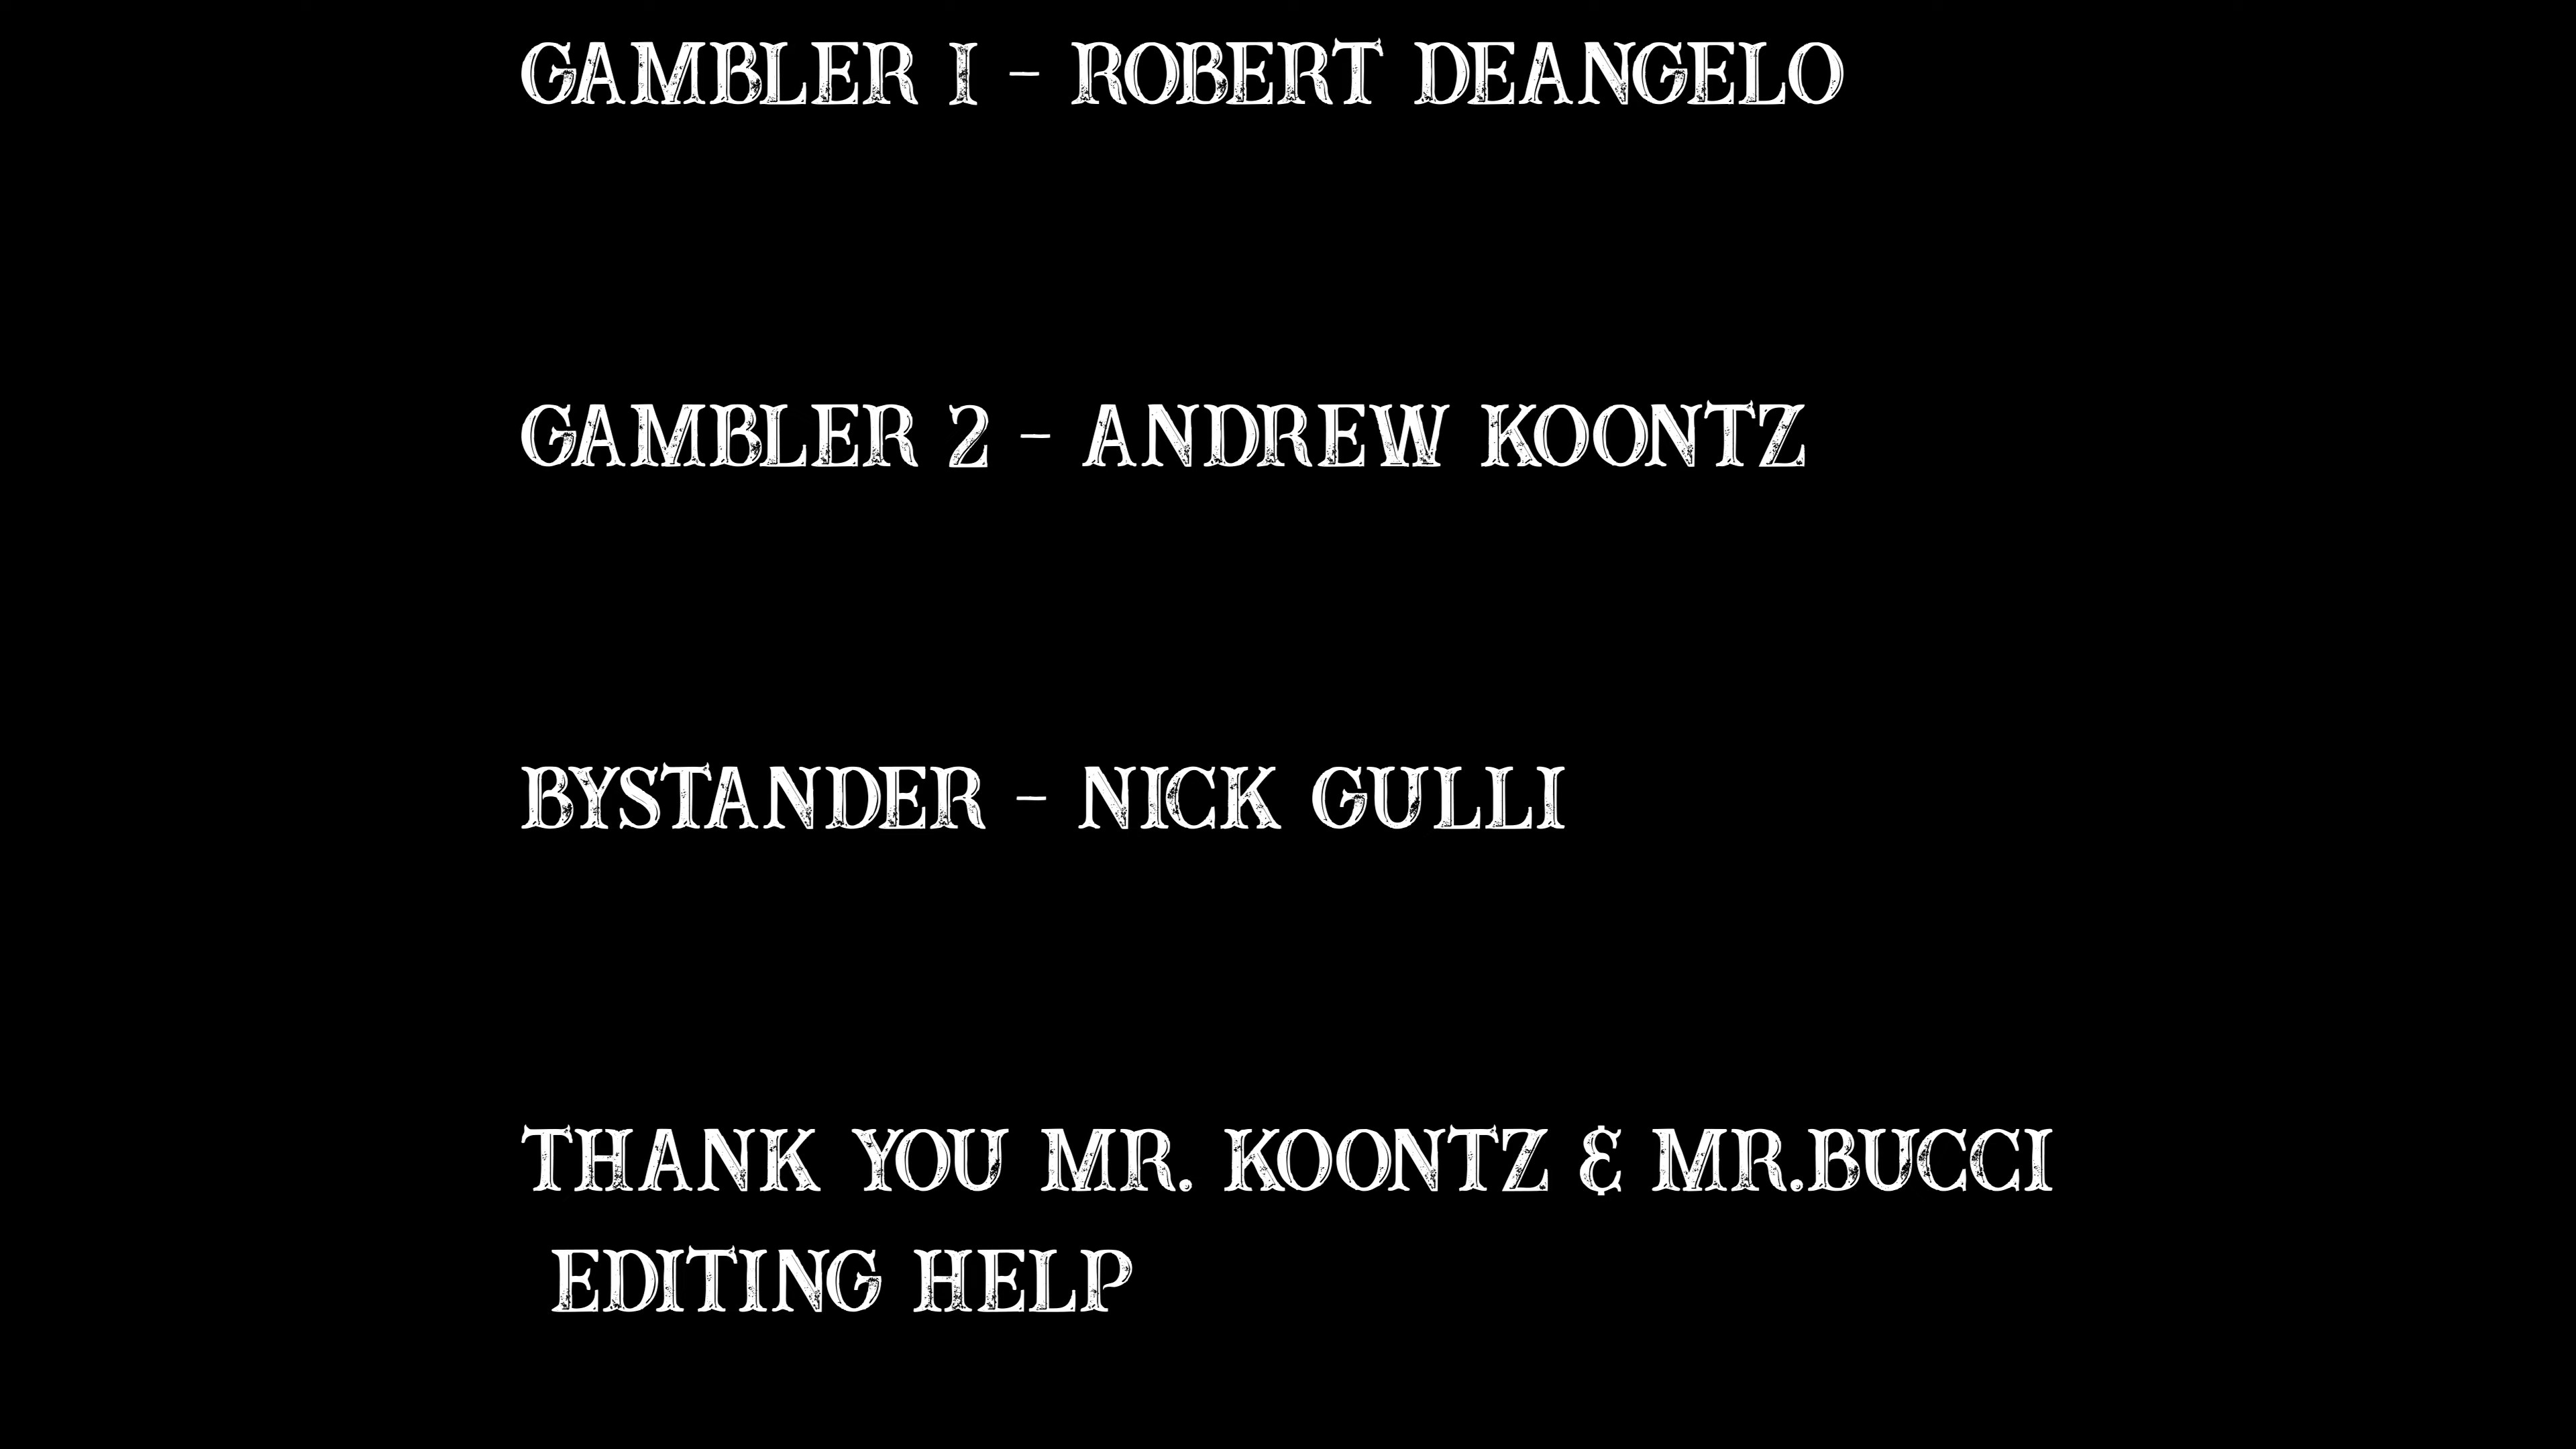 GAMBLER 1 - ROBERT DEANGELO
GAMBLER 2 - ANDREW KOONTZ
BYSTANDER - NICK GULLI
THANK YOU MR. KOONTZ & MR.BUCCI
EDITING HELP